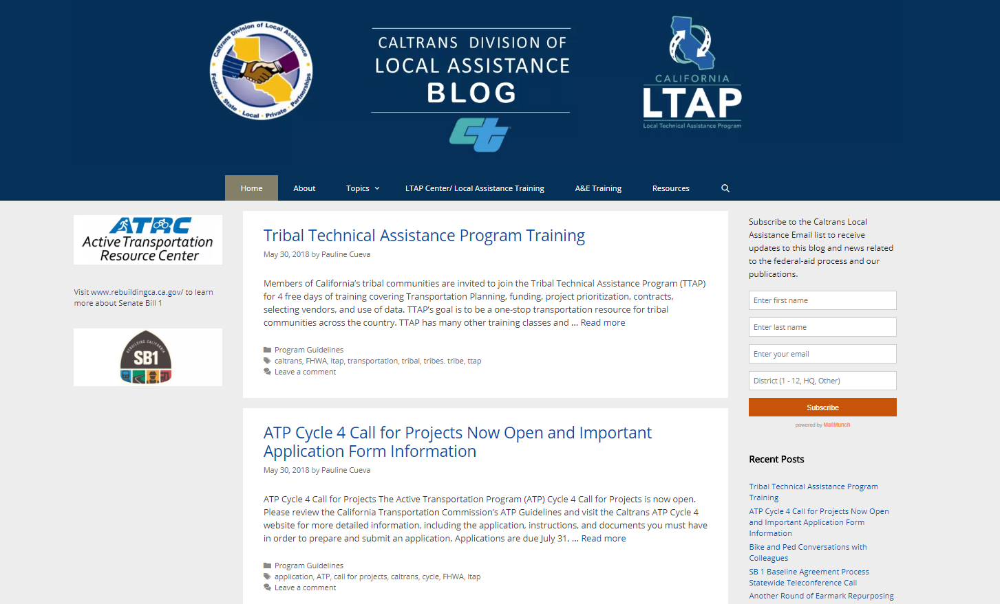 Caltrans Division of Local Assistance
Federal - State - Local - Private - Partnerships
CALTRANS DIVISION OF
LOCAL ASSISTANCE
BLOG
CALIFORNIA
LTAP
Local Technical Assistance Program
Home
About
Topics
LTAP Center/ Local Assistance Training
A&E Training
Resources
ATRC
Active Transportation
Resource Center
Visit www.rebuildingca.ca.gov/ to learn
more about Senate Bill 1
REBUILDING CALIFORNIA
SB1
Tribal Technical Assistance Program Training
May 30, 2018 by Pauline Cueva
Members of California’s tribal communities are invited to join the Tribal Technical Assistance Program (TTAP)
for 4 free days of training covering Transportation Planning, funding, project prioritization, contracts,
selecting vendors, and use of data. TTAP’s goal is to be a one-stop transportation resource for tribal
communities across the country. TTAP has many other training classes and ... Read more
Program Guidelines
caltrans, FHWA, ltap, transportation, tribal, tribes. tribe, ttap
Leave a comment
ATP Cycle 4 Call for Projects Now Open and Important
Application Form Information
May 30, 2018 by Pauline Cueva
ATP Cycle 4 Call for Projects The Active Transportation Program (ATP) Cycle 4 Call for Projects is now open.
Please review the California Transportation Commission’s ATP Guidelines and visit the Caltrans ATP Cycle 4
website for more detailed information, including the application, instructions, and documents you must have
in order to prepare and submit an application. Applications are due July 31, ... Read more
Program Guidelines
application, ATP, call for projects, caltrans, cycle, FHWA, ltap
Leave a comment
Subscribe to the Caltrans Local
Assistance Email list to receive
updates to this blog and news related
to the federal-aid process and our
publications.
Enter first name
Enter last name
Enter your email
District (1 - 12, HQ, Other)
Subscribe
powered by MailMunch
Recent Posts
Tribal Technical Assistance Program
Training
ATP Cycle 4 Call for Projects Now Open
and Important Application Form
Information
Bike and Ped Conversations with
Colleagues
SB 1 Baseline Agreement Process
Statewide Teleconference Call
Another Round of Earmark Repurposing